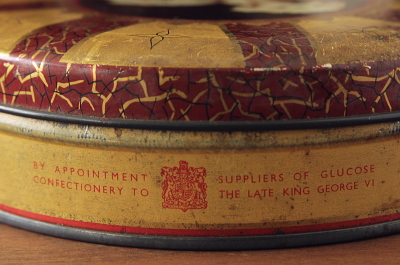 BY APPOINTMENT SUPPLIERS OF GLUCOSE
CONFECTIONERY TO THE LATE KING GEORGE VI